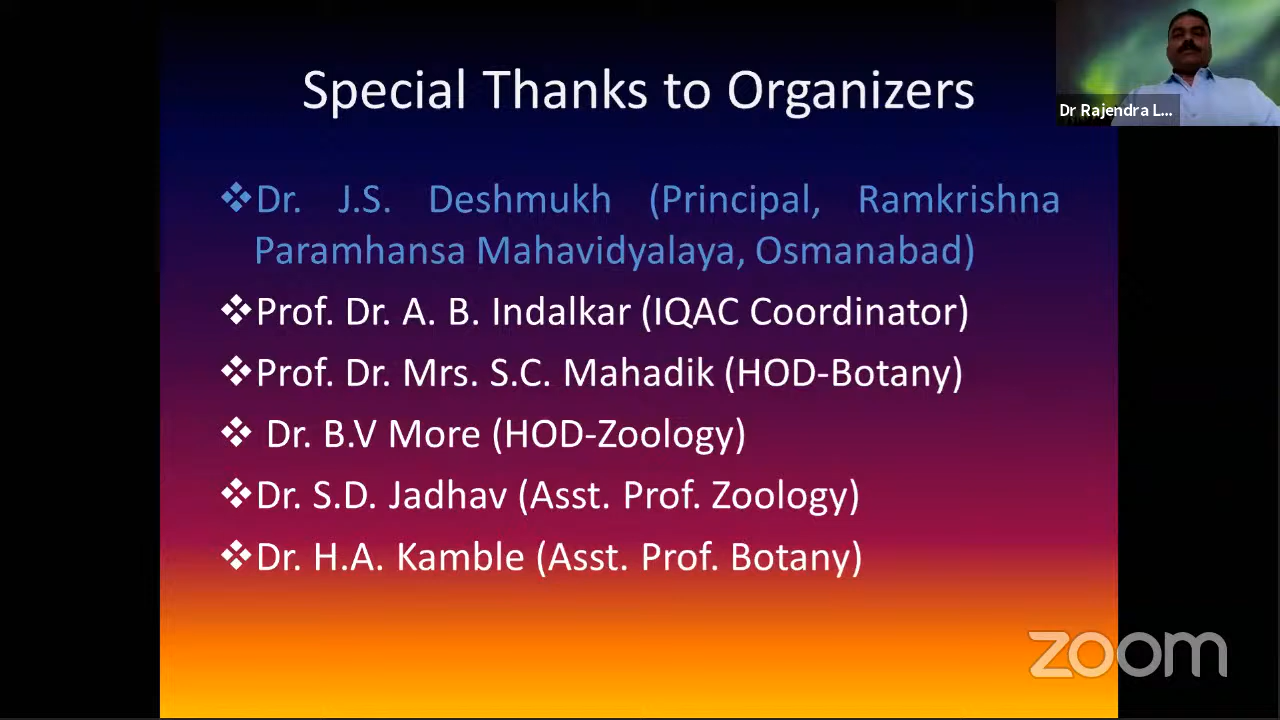 Special Thanks to Organizers
Dr Rajendra L...
❖Dr. J.S. Deshmukh (Principal, Ramkrishna
Paramhansa Mahavidyalaya, Osmanabad)
❖Prof. Dr. A. B. Indalkar (IQAC Coordinator)
❖Prof. Dr. Mrs. S.C. Mahadik (HOD-Botany)
❖ Dr. B.V More (HOD-Zoology)
❖Dr. S.D. Jadhav (Asst. Prof. Zoology)
❖Dr. H.A. Kamble (Asst. Prof. Botany)
zoom